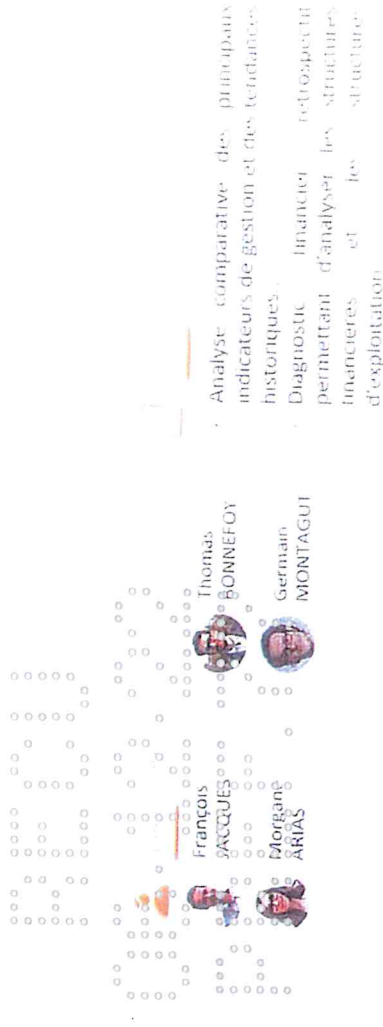 François
JACQUES
Thomas
BONNEFOY
Morgane
ARIAS
Germain
MONTAGUT
Analyse comparative des principaux
indicateurs de gestion et des tendances
historiques.
Diagnostic financier rétrospectif
permettant d'analyser les structures
financières et les structures
d'exploitation